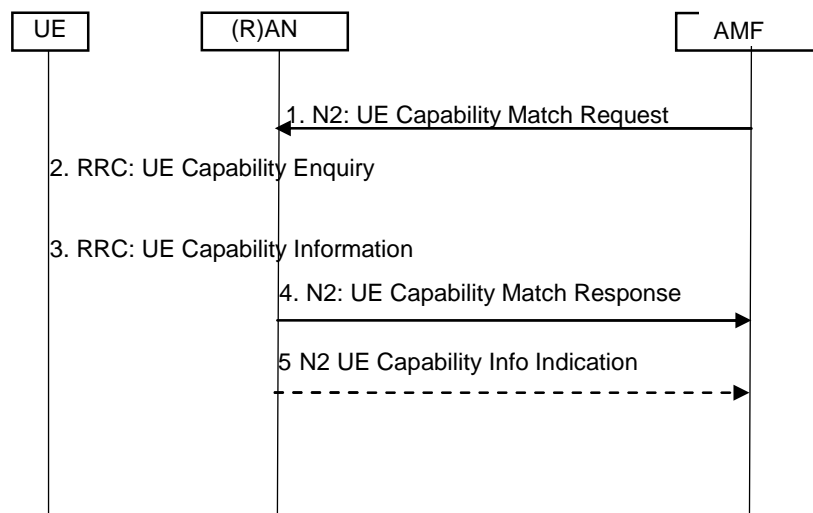 UE
(R)AN
AMF
1. N2: UE Capability Match Request
2. RRC: UE Capability Enquiry
3. RRC: UE Capability Information
4. N2: UE Capability Match Response
5 N2 UE Capability Info Indication